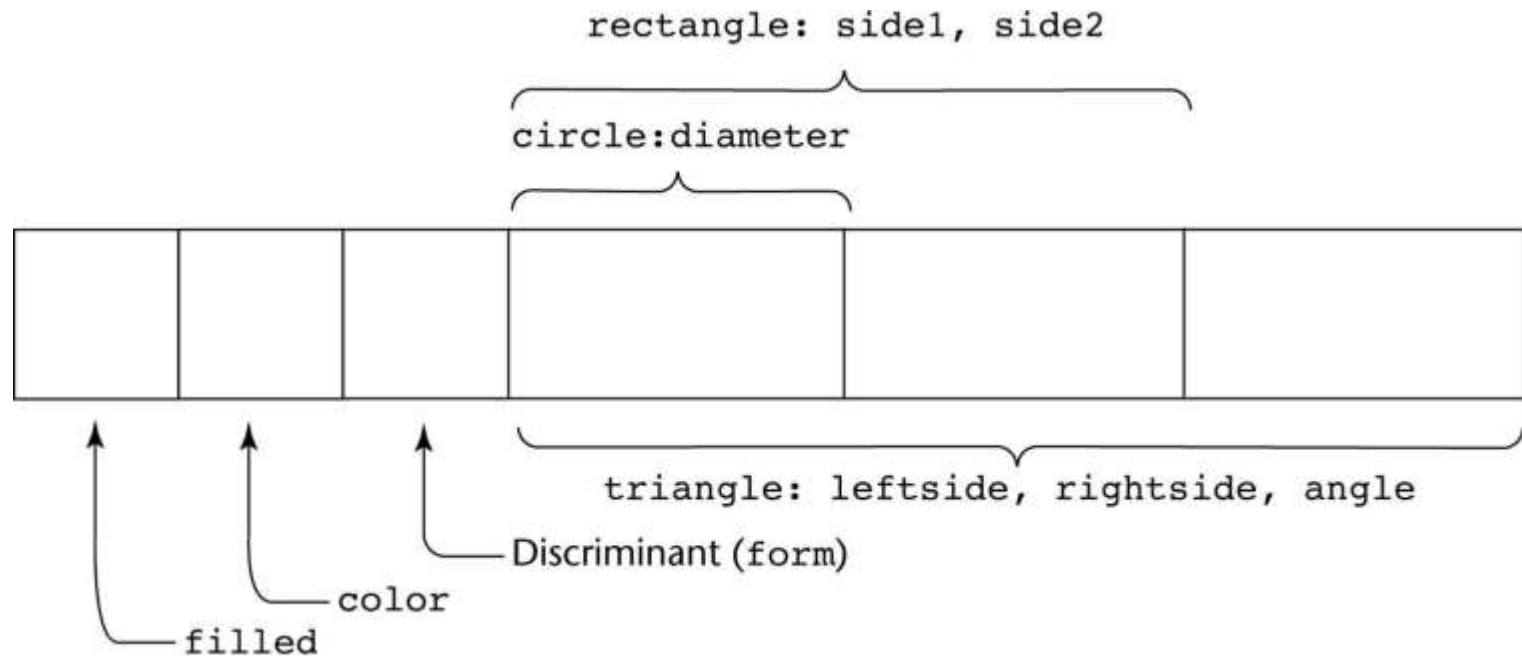 rectangle: side1, side2
circle:diameter
triangle: leftside, rightside, angle
Discriminant (form)
color
filled